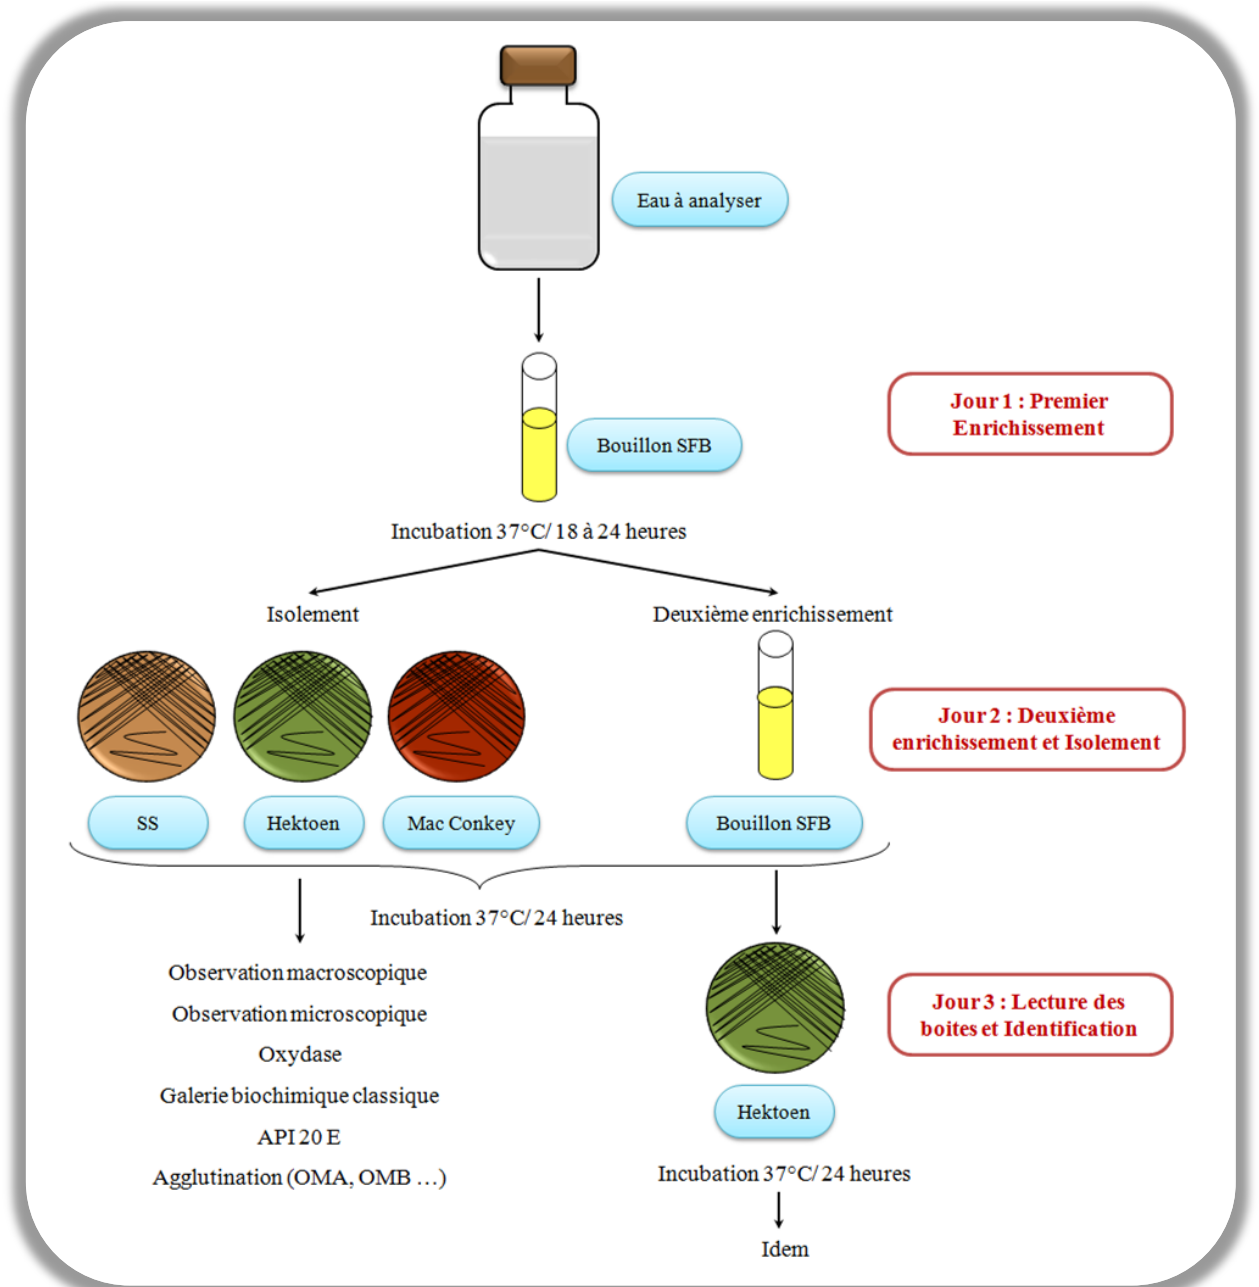 Eau à analyser
Bouillon SFB
Jour 1 : Premier
Enrichissement
Incubation 37°C/ 18 à 24 heures
Isolement
Deuxième enrichissement
SS
Hektoen
Mac Conkey
Bouillon SFB
Jour 2 : Deuxième
enrichissement et Isolement
Incubation 37°C/ 24 heures
Observation macroscopique
Observation microscopique
Oxydase
Galerie biochimique classique
API 20 E
Agglutination (OMA, OMB ...)
Hektoen
Jour 3 : Lecture des
boites et Identification
Incubation 37°C/ 24 heures
Idem